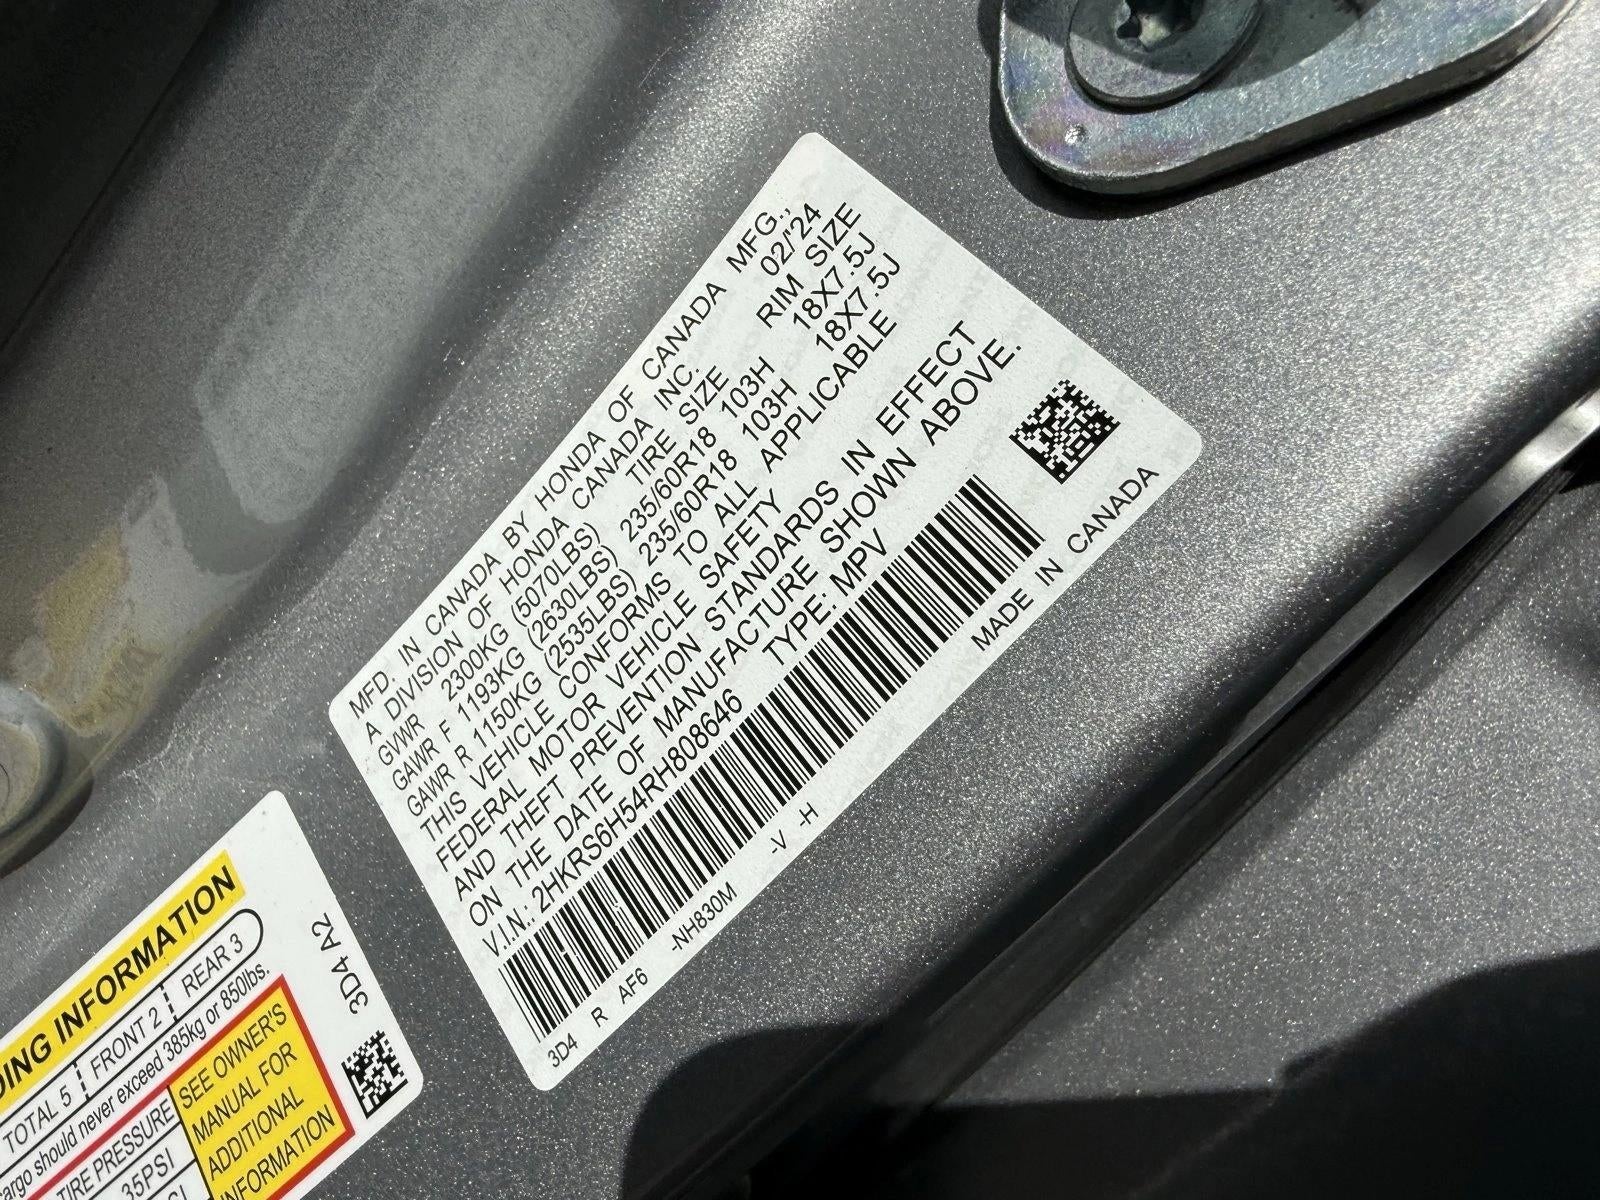 MFD. IN CANADA BY HONDA OF CANADA MFG.,
A DIVISION OF HONDA CANADA INC. 02/'24
GVWR 2300KG (5070LBS) TIRE SIZE RIM SIZE
GAWR F 1193KG (2630LBS) 235/60R18 103H 18X7.5J
GAWR R 1150KG (2535LBS) 235/60R18 103H 18X7.5J
THIS VEHICLE CONFORMS TO ALL APPLICABLE
FEDERAL MOTOR VEHICLE SAFETY
AND THEFT PREVENTION STANDARDS IN EFFECT
ON THE DATE OF MANUFACTURE SHOWN ABOVE.
V.I.N.: 2HKRS6H54RH808646 TYPE: MPV
3D4 R AF6 -NH830M -V -H
MADE IN CANADA
DING INFORMATION
TOTAL 5 FRONT 2 REAR 3
cargo should never exceed 385kg or 850lbs.
TIRE PRESSURE
35PSI
SEE OWNER'S
MANUAL FOR
ADDITIONAL
INFORMATION
3D4 A2